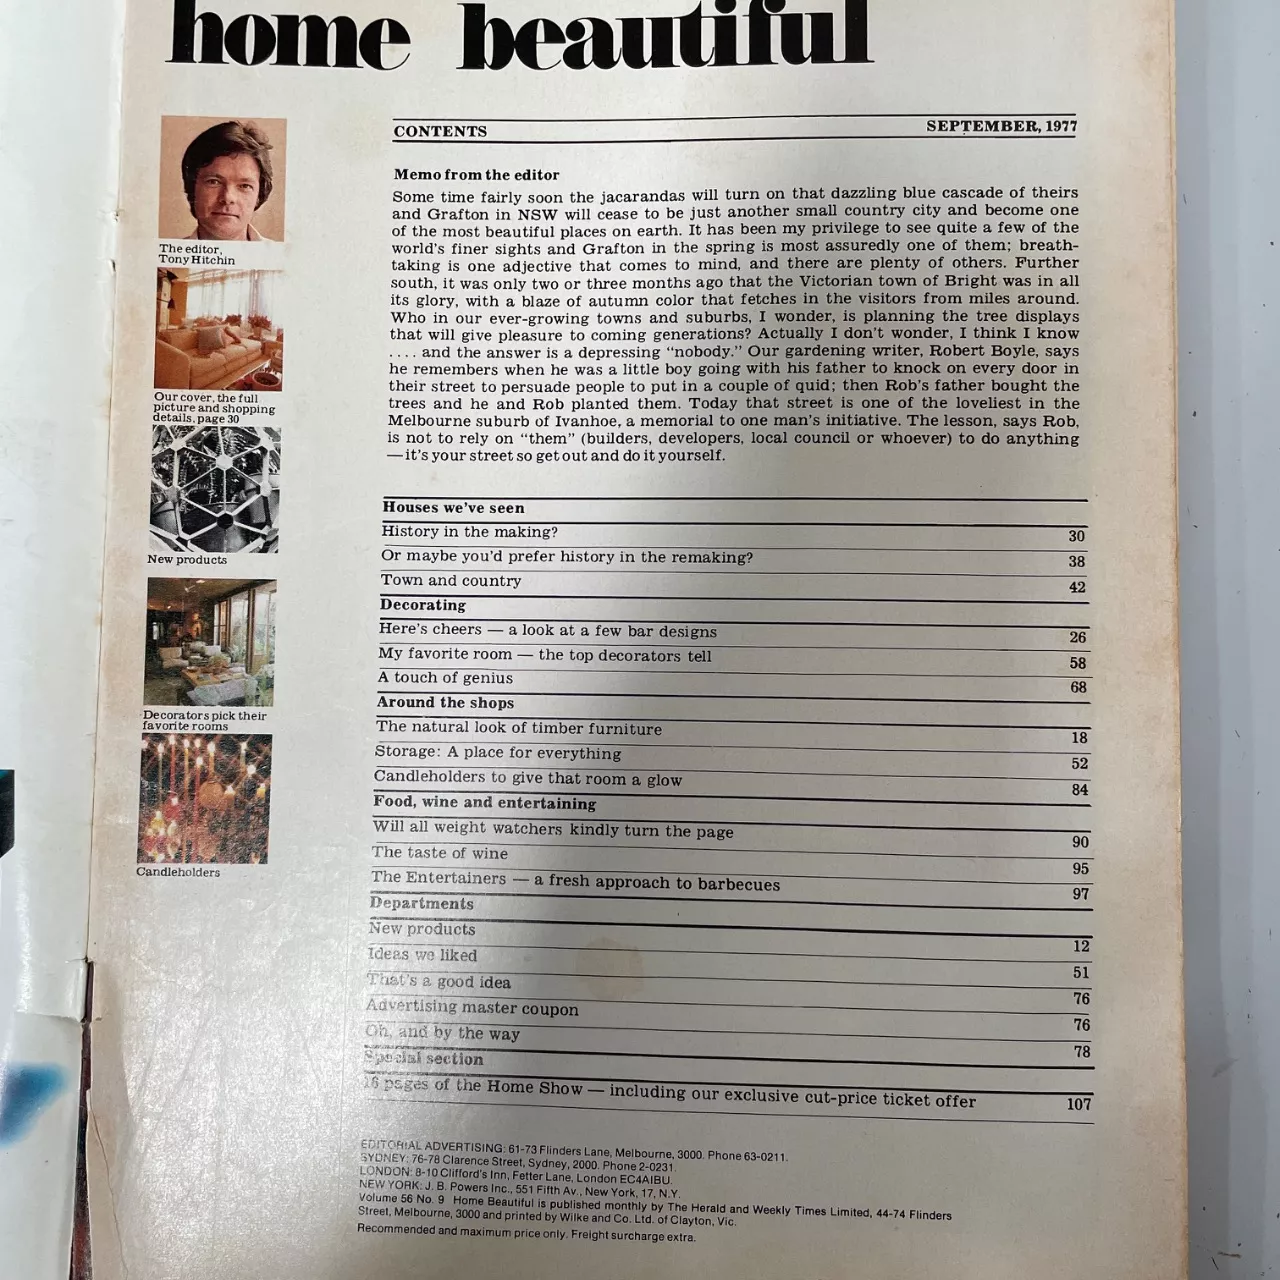 home beautiful
The editor,
Tony Hitchin
Our cover, the full
picture and shopping
details, page 30
New products
Decorators pick their
favorite rooms
Candleholders
CONTENTS SEPTEMBER, 1977
Memo from the editor
Some time fairly soon the jacarandas will turn on that dazzling blue cascade of theirs
and Grafton in NSW will cease to be just another small country city and become one
of the most beautiful places on earth. It has been my privilege to see quite a few of the
world's finer sights and Grafton in the spring is most assuredly one of them; breath-
taking is one adjective that comes to mind, and there are plenty of others. Further
south, it was only two or three months ago that the Victorian town of Bright was in all
its glory, with a blaze of autumn color that fetches in the visitors from miles around.
Who in our ever-growing towns and suburbs, I wonder, is planning the tree displays
that will give pleasure to coming generations? Actually I don't wonder, I think I know
.... and the answer is a depressing “nobody.” Our gardening writer, Robert Boyle, says
he remembers when he was a little boy going with his father to knock on every door in
their street to persuade people to put in a couple of quid; then Rob's father bought the
trees and he and Rob planted them. Today that street is one of the loveliest in the
Melbourne suburb of Ivanhoe, a memorial to one man's initiative. The lesson, says Rob,
is not to rely on “them” (builders, developers, local council or whoever) to do anything
— it's your street so get out and do it yourself.
Houses we've seen
History in the making? 30
Or maybe you'd prefer history in the remaking? 38
Town and country 42
Decorating
Here's cheers — a look at a few bar designs 26
My favorite room — the top decorators tell 58
A touch of genius 68
Around the shops
The natural look of timber furniture 18
Storage: A place for everything 52
Candleholders to give that room a glow 84
Food, wine and entertaining
Will all weight watchers kindly turn the page 90
The taste of wine 95
The Entertainers — a fresh approach to barbecues 97
Departments
New products 12
Ideas we liked 51
That's a good idea 76
Advertising master coupon 76
Oh, and by the way 78
Special section
16 pages of the Home Show — including our exclusive cut-price ticket offer 107
EDITORIAL ADVERTISING: 61-73 Flinders Lane, Melbourne, 3000. Phone 63-0211.
SYDNEY: 76-78 Clarence Street, Sydney, 2000. Phone 2-0231.
LONDON: 8-10 Clifford's Inn, Fetter Lane, London EC4AIBU.
NEW YORK: J. B. Powers Inc., 551 Fifth Av., New York, 17, N.Y.
Volume 56 No. 9 Home Beautiful is published monthly by The Herald and Weekly Times Limited, 44-74 Flinders
Street, Melbourne, 3000 and printed by Wilke and Co. Ltd. of Clayton, Vic.
Recommended and maximum price only. Freight surcharge extra.